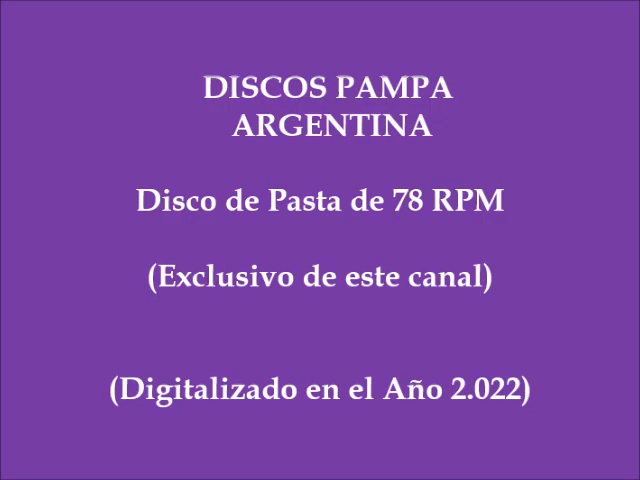 DISCOS PAMPA
ARGENTINA
Disco de Pasta de 78 RPM
(Exclusivo de este canal)
(Digitalizado en el Año 2.022)